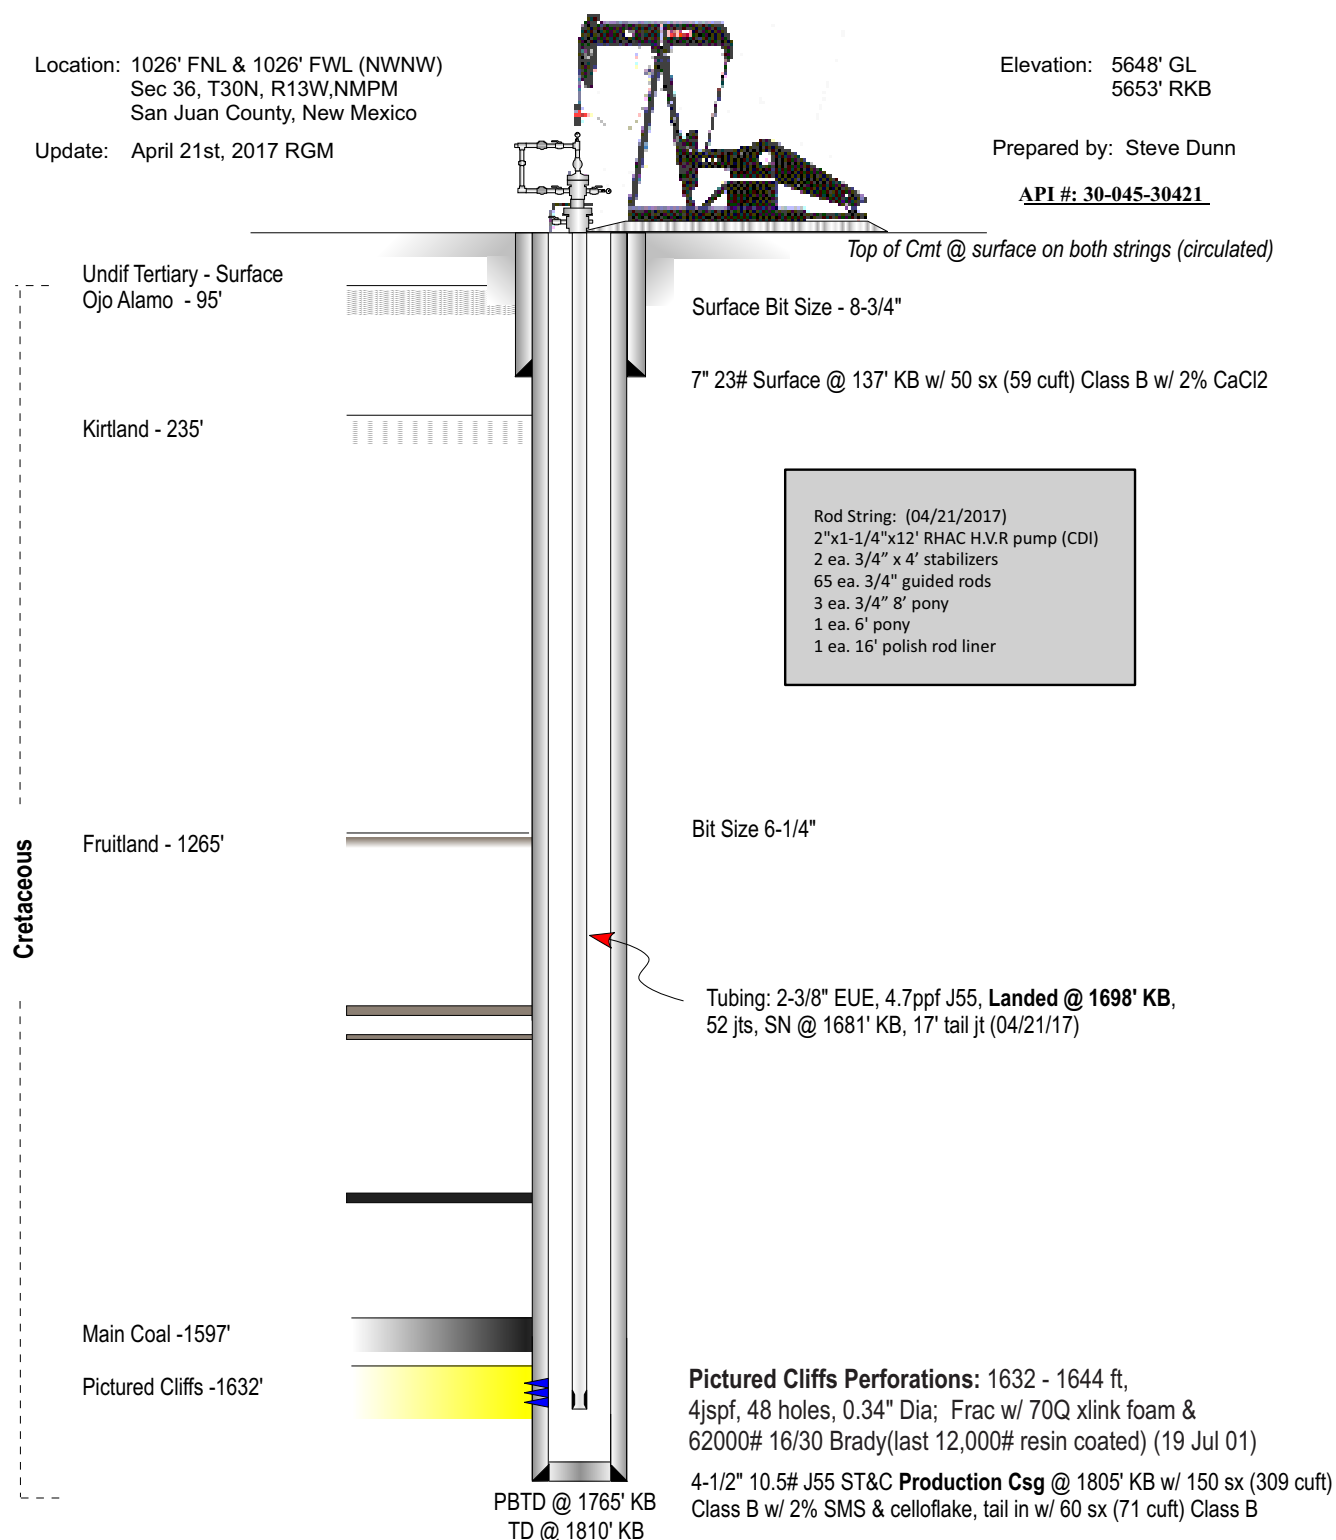 Location: 1026' FNL & 1026' FWL (NWNW)
Sec 36, T30N, R13W,NMPM
San Juan County, New Mexico
Update: April 21st, 2017 RGM
Elevation: 5648' GL
5653' RKB
Prepared by: Steve Dunn
API #: 30-045-30421
Top of Cmt @ surface on both strings (circulated)
Undif Tertiary - Surface
Ojo Alamo - 95'
Surface Bit Size - 8-3/4"
7" 23# Surface @ 137' KB w/ 50 sx (59 cuft) Class B w/ 2% CaCl2
Kirtland - 235'
Rod String: (04/21/2017)
2"x1-1/4"x12' RHAC H.V.R pump (CDI)
2 ea. 3/4" x 4' stabilizers
65 ea. 3/4" guided rods
3 ea. 3/4" 8' pony
1 ea. 6' pony
1 ea. 16' polish rod liner
Cretaceous
Fruitland - 1265'
Bit Size 6-1/4"
Tubing: 2-3/8" EUE, 4.7ppf J55, Landed @ 1698' KB,
52 jts, SN @ 1681' KB, 17' tail jt (04/21/17)
Main Coal -1597'
Pictured Cliffs -1632'
Pictured Cliffs Perforations: 1632 - 1644 ft,
4jspf, 48 holes, 0.34" Dia; Frac w/ 70Q xlink foam &
62000# 16/30 Brady(last 12,000# resin coated) (19 Jul 01)
4-1/2" 10.5# J55 ST&C Production Csg @ 1805' KB w/ 150 sx (309 cuft)
Class B w/ 2% SMS & celloflake, tail in w/ 60 sx (71 cuft) Class B
PBTD @ 1765' KB
TD @ 1810' KB